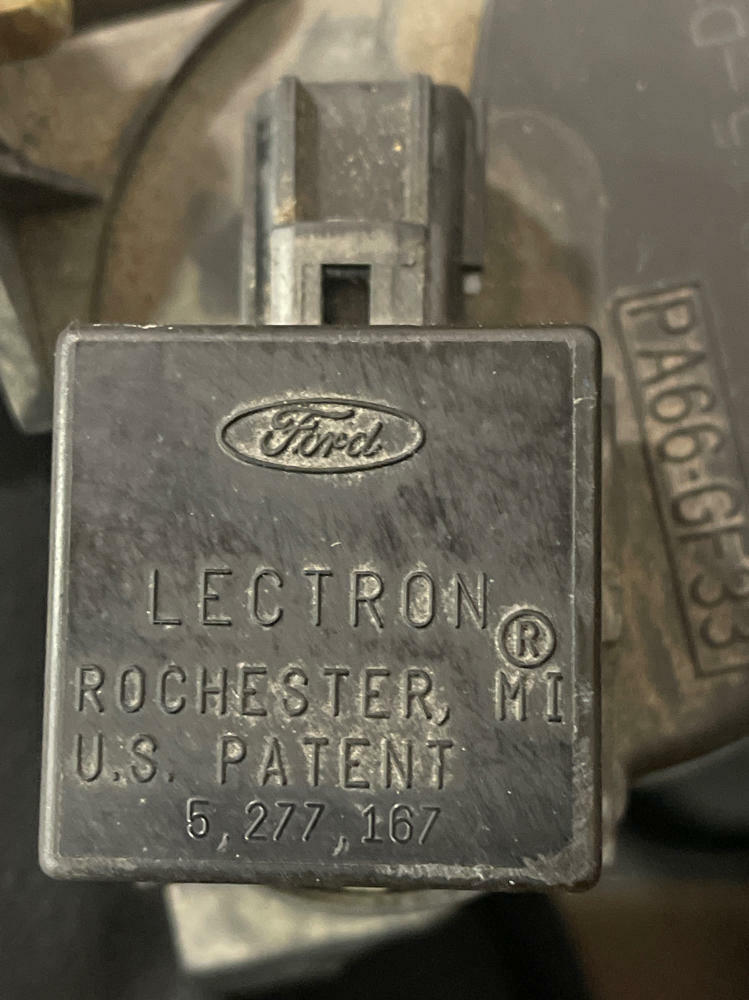 Ford
LECTRON®
ROCHESTER, MI
U.S. PATENT
5,277,167
PA66-GF33